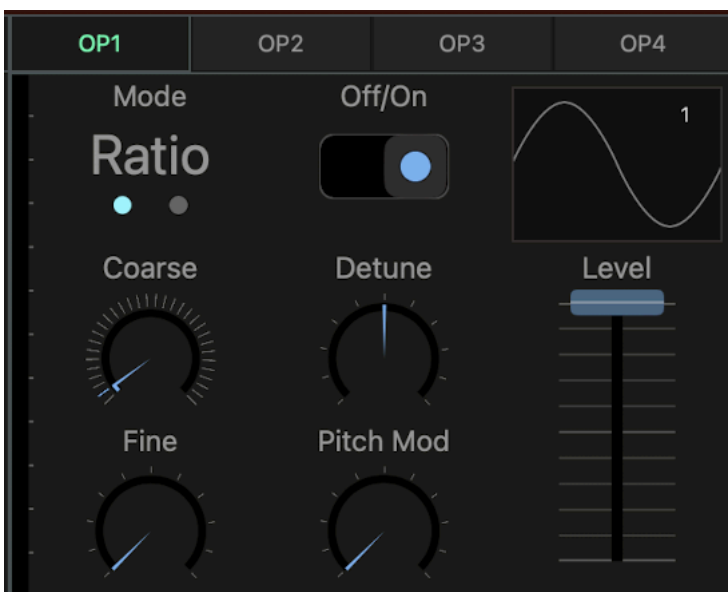 OP1 OP2 OP3 OP4
Mode Off/On
1
Ratio
Coarse Detune Level
Fine Pitch Mod